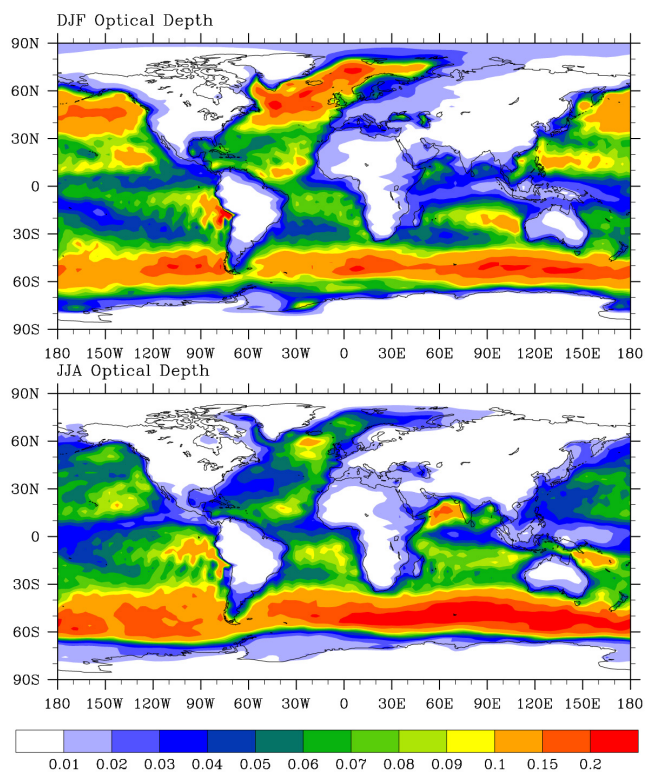 DJF Optical Depth
90N
60N
30N
0
30S
60S
90S
180 150W 120W 90W 60W 30W 0 30E 60E 90E 120E 150E 180
JJA Optical Depth
90N
60N
30N
0
30S
60S
90S
180 150W 120W 90W 60W 30W 0 30E 60E 90E 120E 150E 180
0.01 0.02 0.03 0.04 0.05 0.06 0.07 0.08 0.09 0.1 0.15 0.2